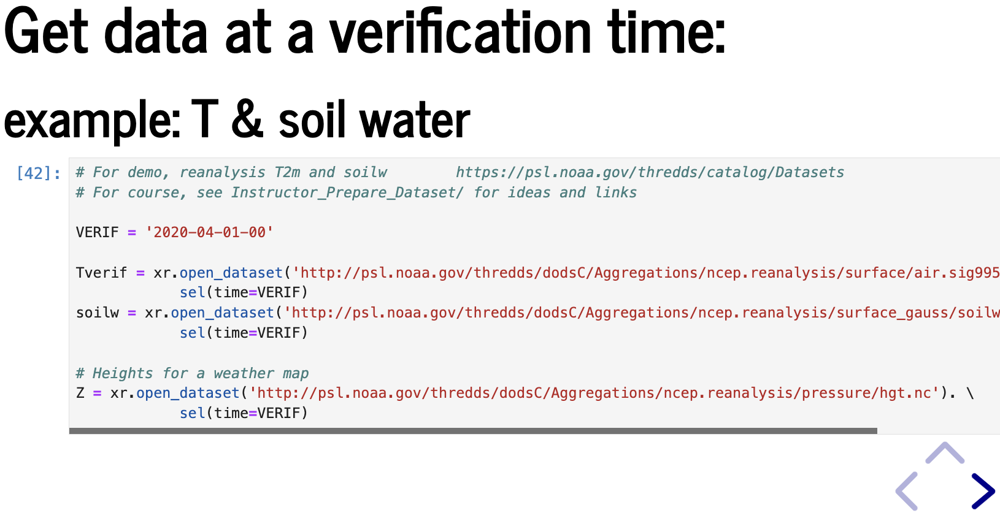 Get data at a verification time:
example: T & soil water
[42]: # For demo, reanalysis T2m and soilw        https://psl.noaa.gov/thredds/catalog/Datasets
# For course, see Instructor_Prepare_Dataset/ for ideas and links
VERIF = '2020-04-01-00'
Tverif = xr.open_dataset('http://psl.noaa.gov/thredds/dodsC/Aggregations/ncep.reanalysis/surface/air.sig995
            sel(time=VERIF)
soilw = xr.open_dataset('http://psl.noaa.gov/thredds/dodsC/Aggregations/ncep.reanalysis/surface_gauss/soilw
            sel(time=VERIF)
# Heights for a weather map
Z = xr.open_dataset('http://psl.noaa.gov/thredds/dodsC/Aggregations/ncep.reanalysis/pressure/hgt.nc'). \
            sel(time=VERIF)